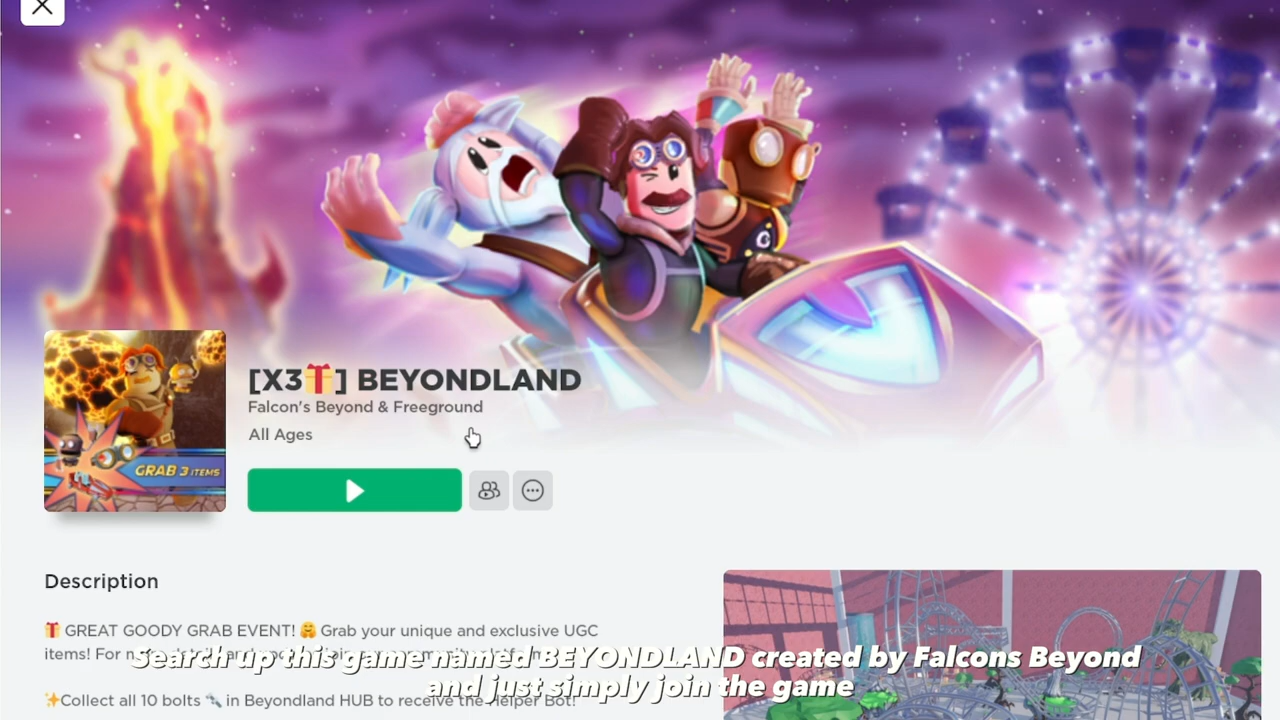 [X3🎁] BEYONDLAND
Falcon's Beyond & Freeground
All Ages
GRAB 3 ITEMS
Description
🎁 GREAT GOODY GRAB EVENT! 🤗 Grab your unique and exclusive UGC
items! For
Search up this game named BEYONDLAND created by Falcons Beyond
and just simply join the game
✨Collect all 10 bolts 🔩 in Beyondland HUB to receive the Helper Bot!